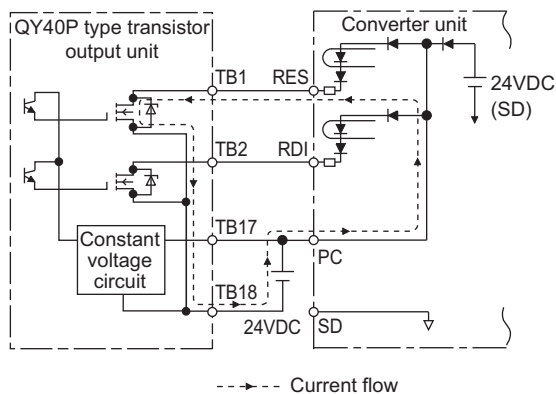 QY40P type transistor
output unit
Converter unit
TB1
RES
24VDC
(SD)
TB2
RDI
TB17
Constant
voltage
circuit
PC
TB18
24VDC
SD
Current flow